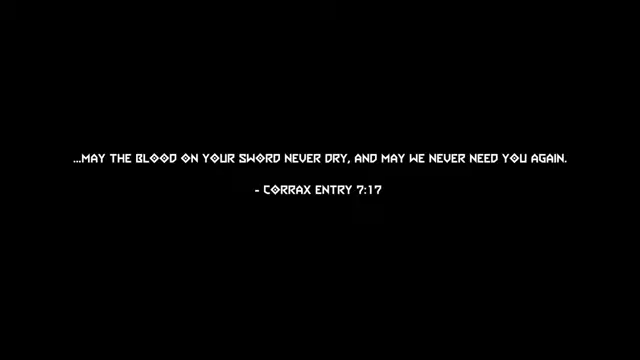 ...MAY THE BLOOD ON YOUR SWORD NEVER DRY, AND MAY WE NEVER NEED YOU AGAIN.
- CORRAX ENTRY 7:17